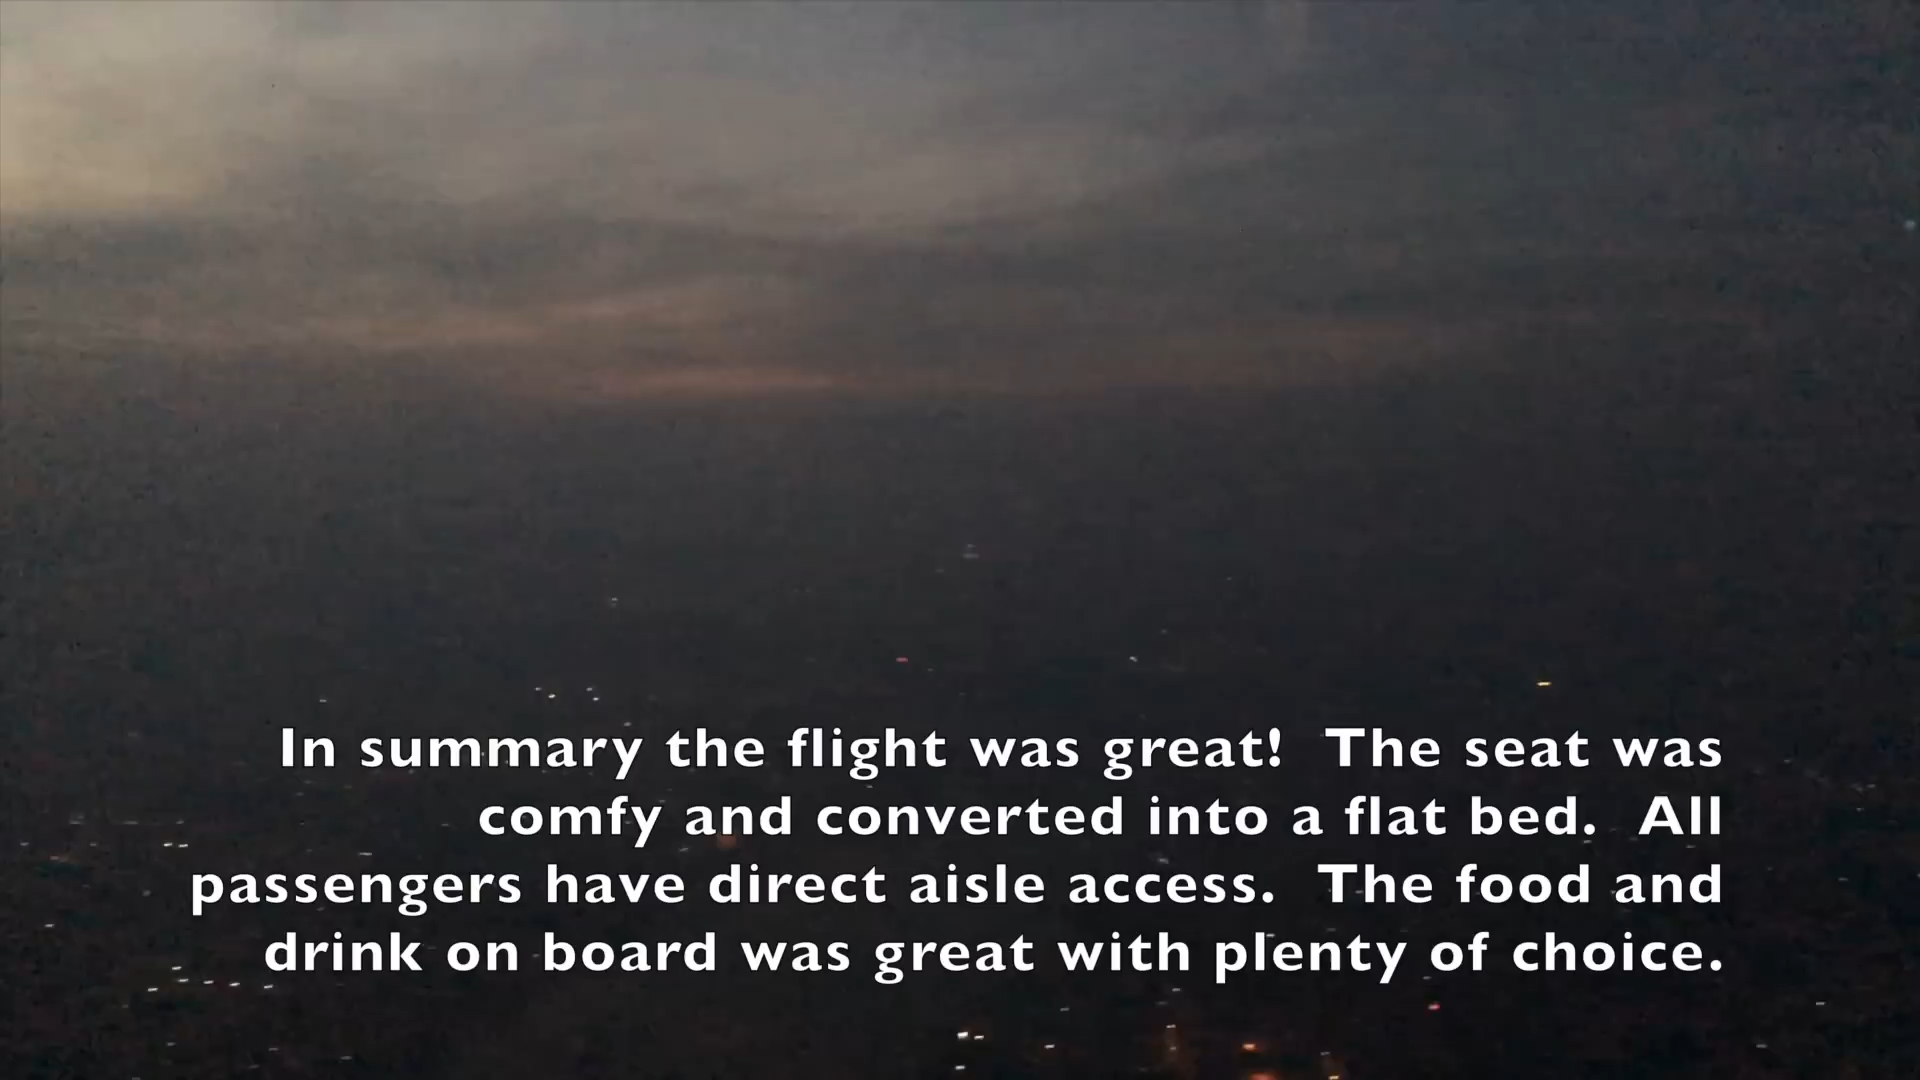 In summary the flight was great!  The seat was
comfy and converted into a flat bed.  All
passengers have direct aisle access.  The food and
drink on board was great with plenty of choice.